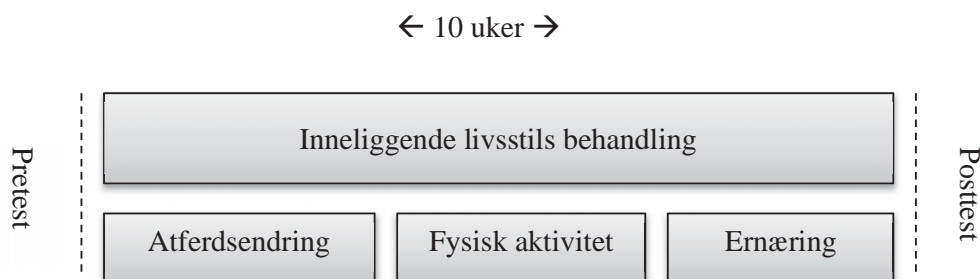 ← 10 uker →
Inneliggende livsstils behandling
Pretest
Posttest
Atferdsendring
Fysisk aktivitet
Ernæring